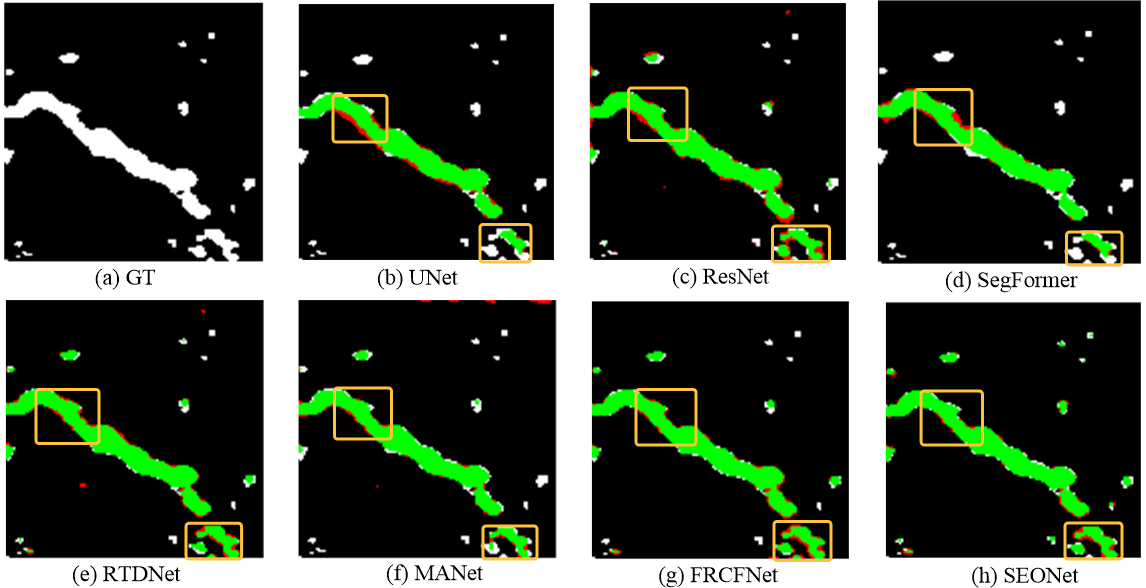 (a) GT
(b) UNet
(c) ResNet
(d) SegFormer
(e) RTDNet
(f) MANet
(g) FRCFNet
(h) SEONet